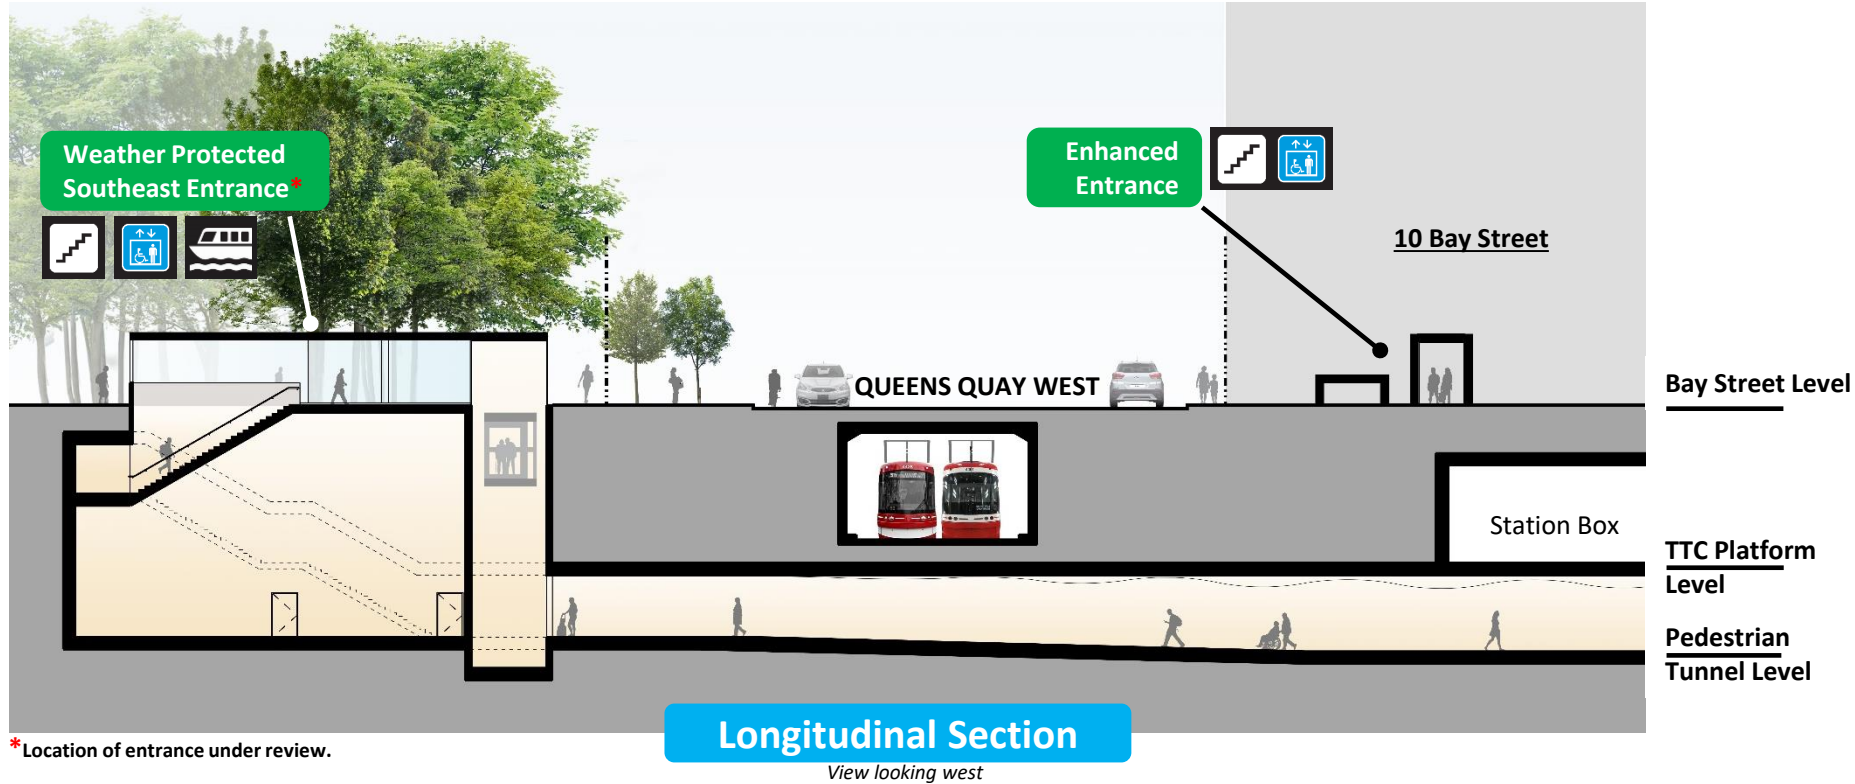 Weather Protected
Southeast Entrance*
Enhanced
Entrance
10 Bay Street
QUEENS QUAY WEST
Bay Street Level
Station Box
TTC Platform
Level
Pedestrian
Tunnel Level
Longitudinal Section
*Location of entrance under review.
View looking west